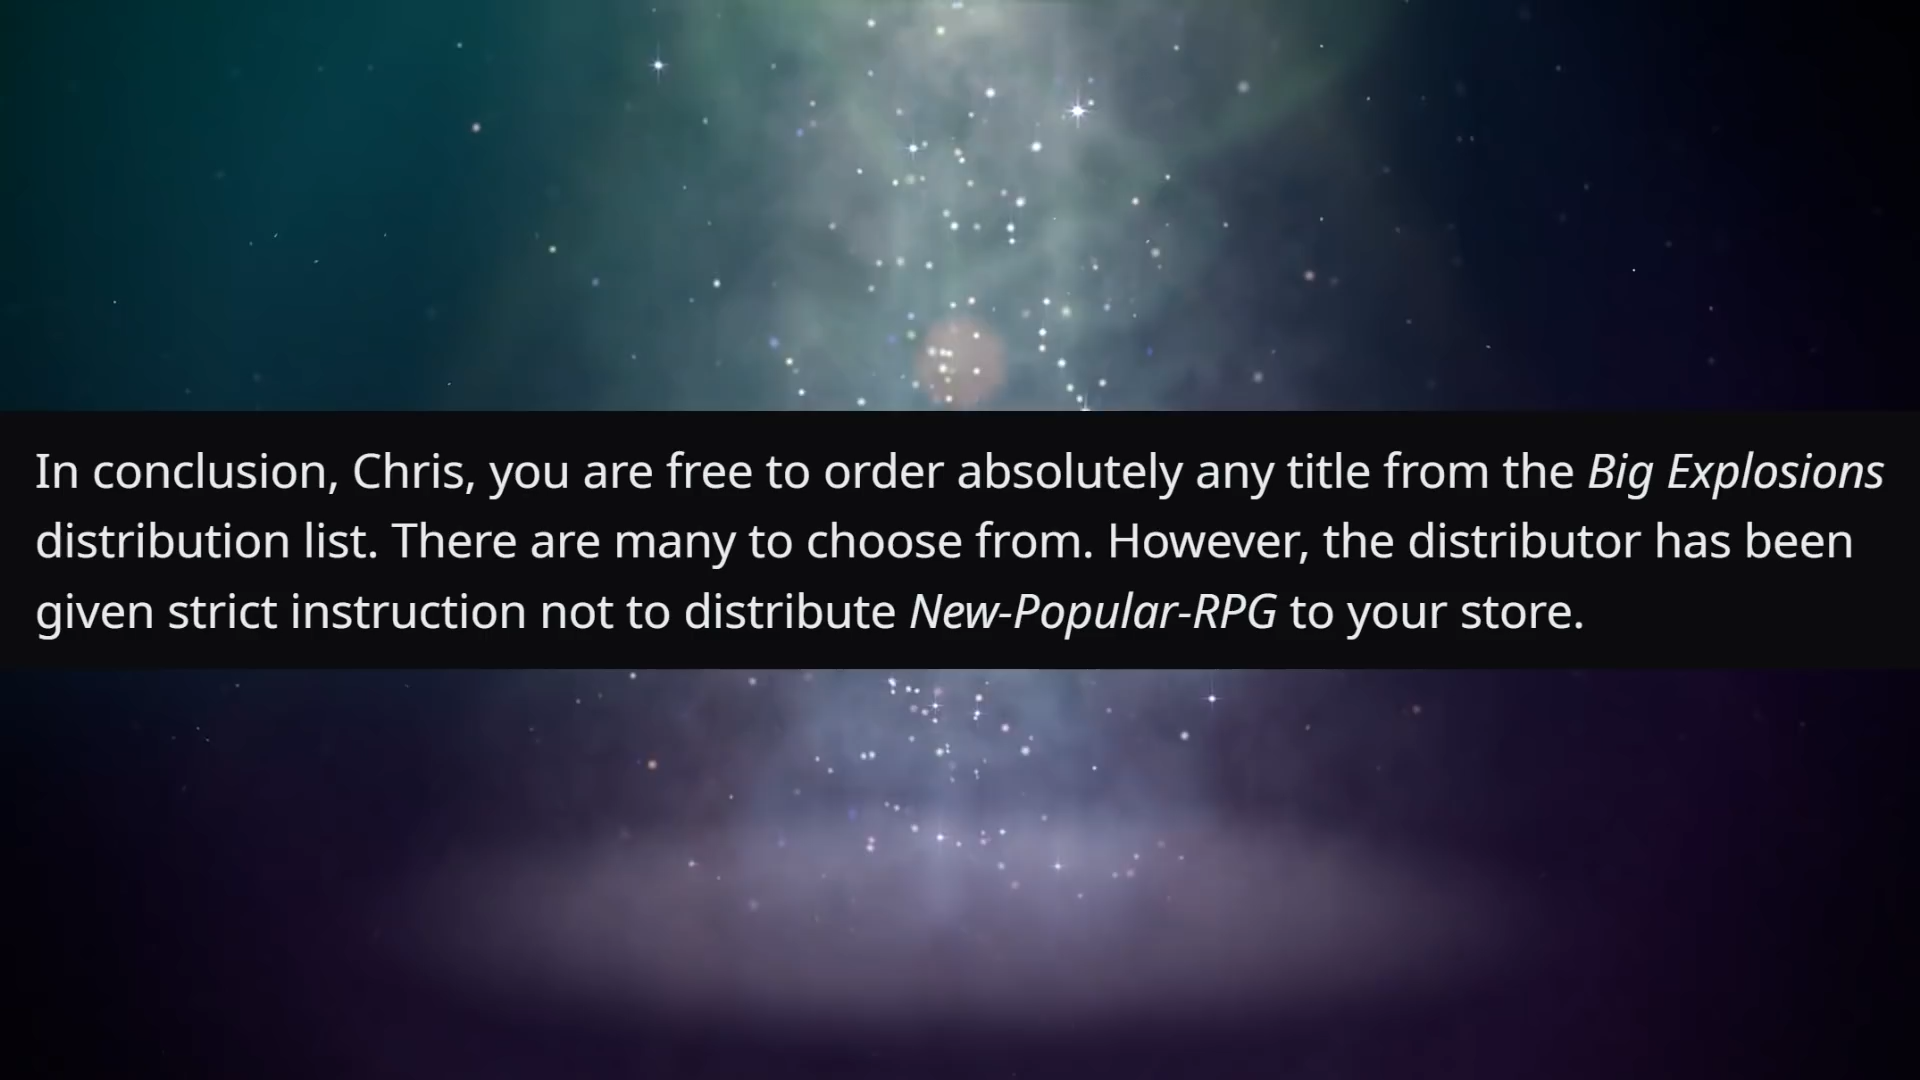 In conclusion, Chris, you are free to order absolutely any title from the Big Explosions
distribution list. There are many to choose from. However, the distributor has been
given strict instruction not to distribute New-Popular-RPG to your store.